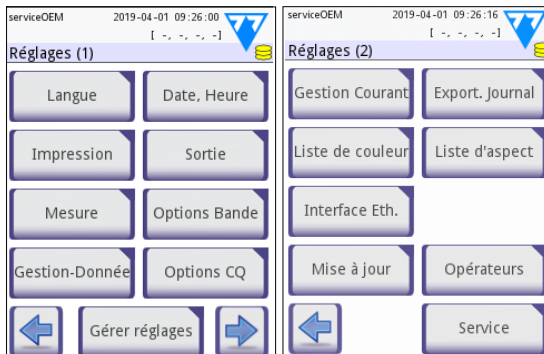 serviceOEM 2019-04-01 09:26:00
[ -, -, -, -]
Réglages (1)
Langue
Date, Heure
Impression
Sortie
Mesure
Options Bande
Gestion-Donnée
Options CQ
Gérer réglages
serviceOEM 2019-04-01 09:26:16
[ -, -, -, -]
Réglages (2)
Gestion Courant
Export. Journal
Liste de couleur
Liste d'aspect
Interface Eth.
Mise à jour
Opérateurs
Service